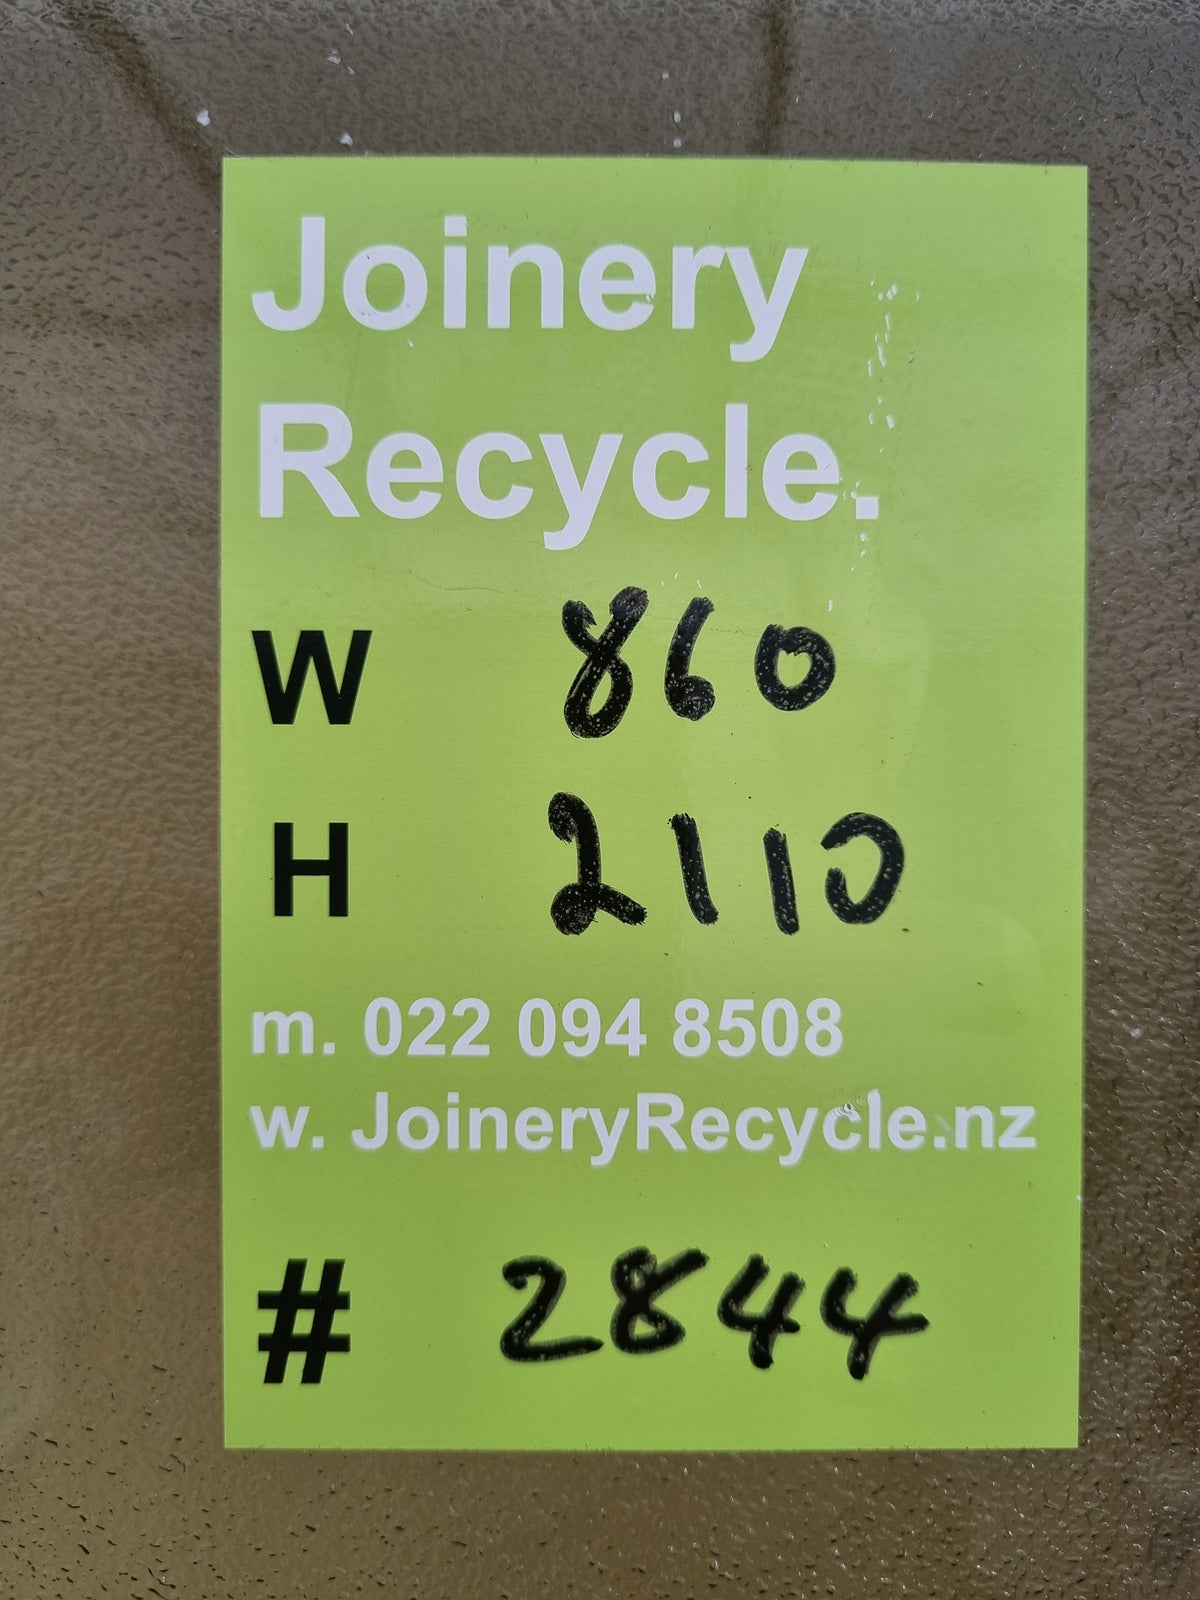 Joinery
Recycle.
W 860
H 2110
m. 022 094 8508
w. JoineryRecycle.nz
# 2844